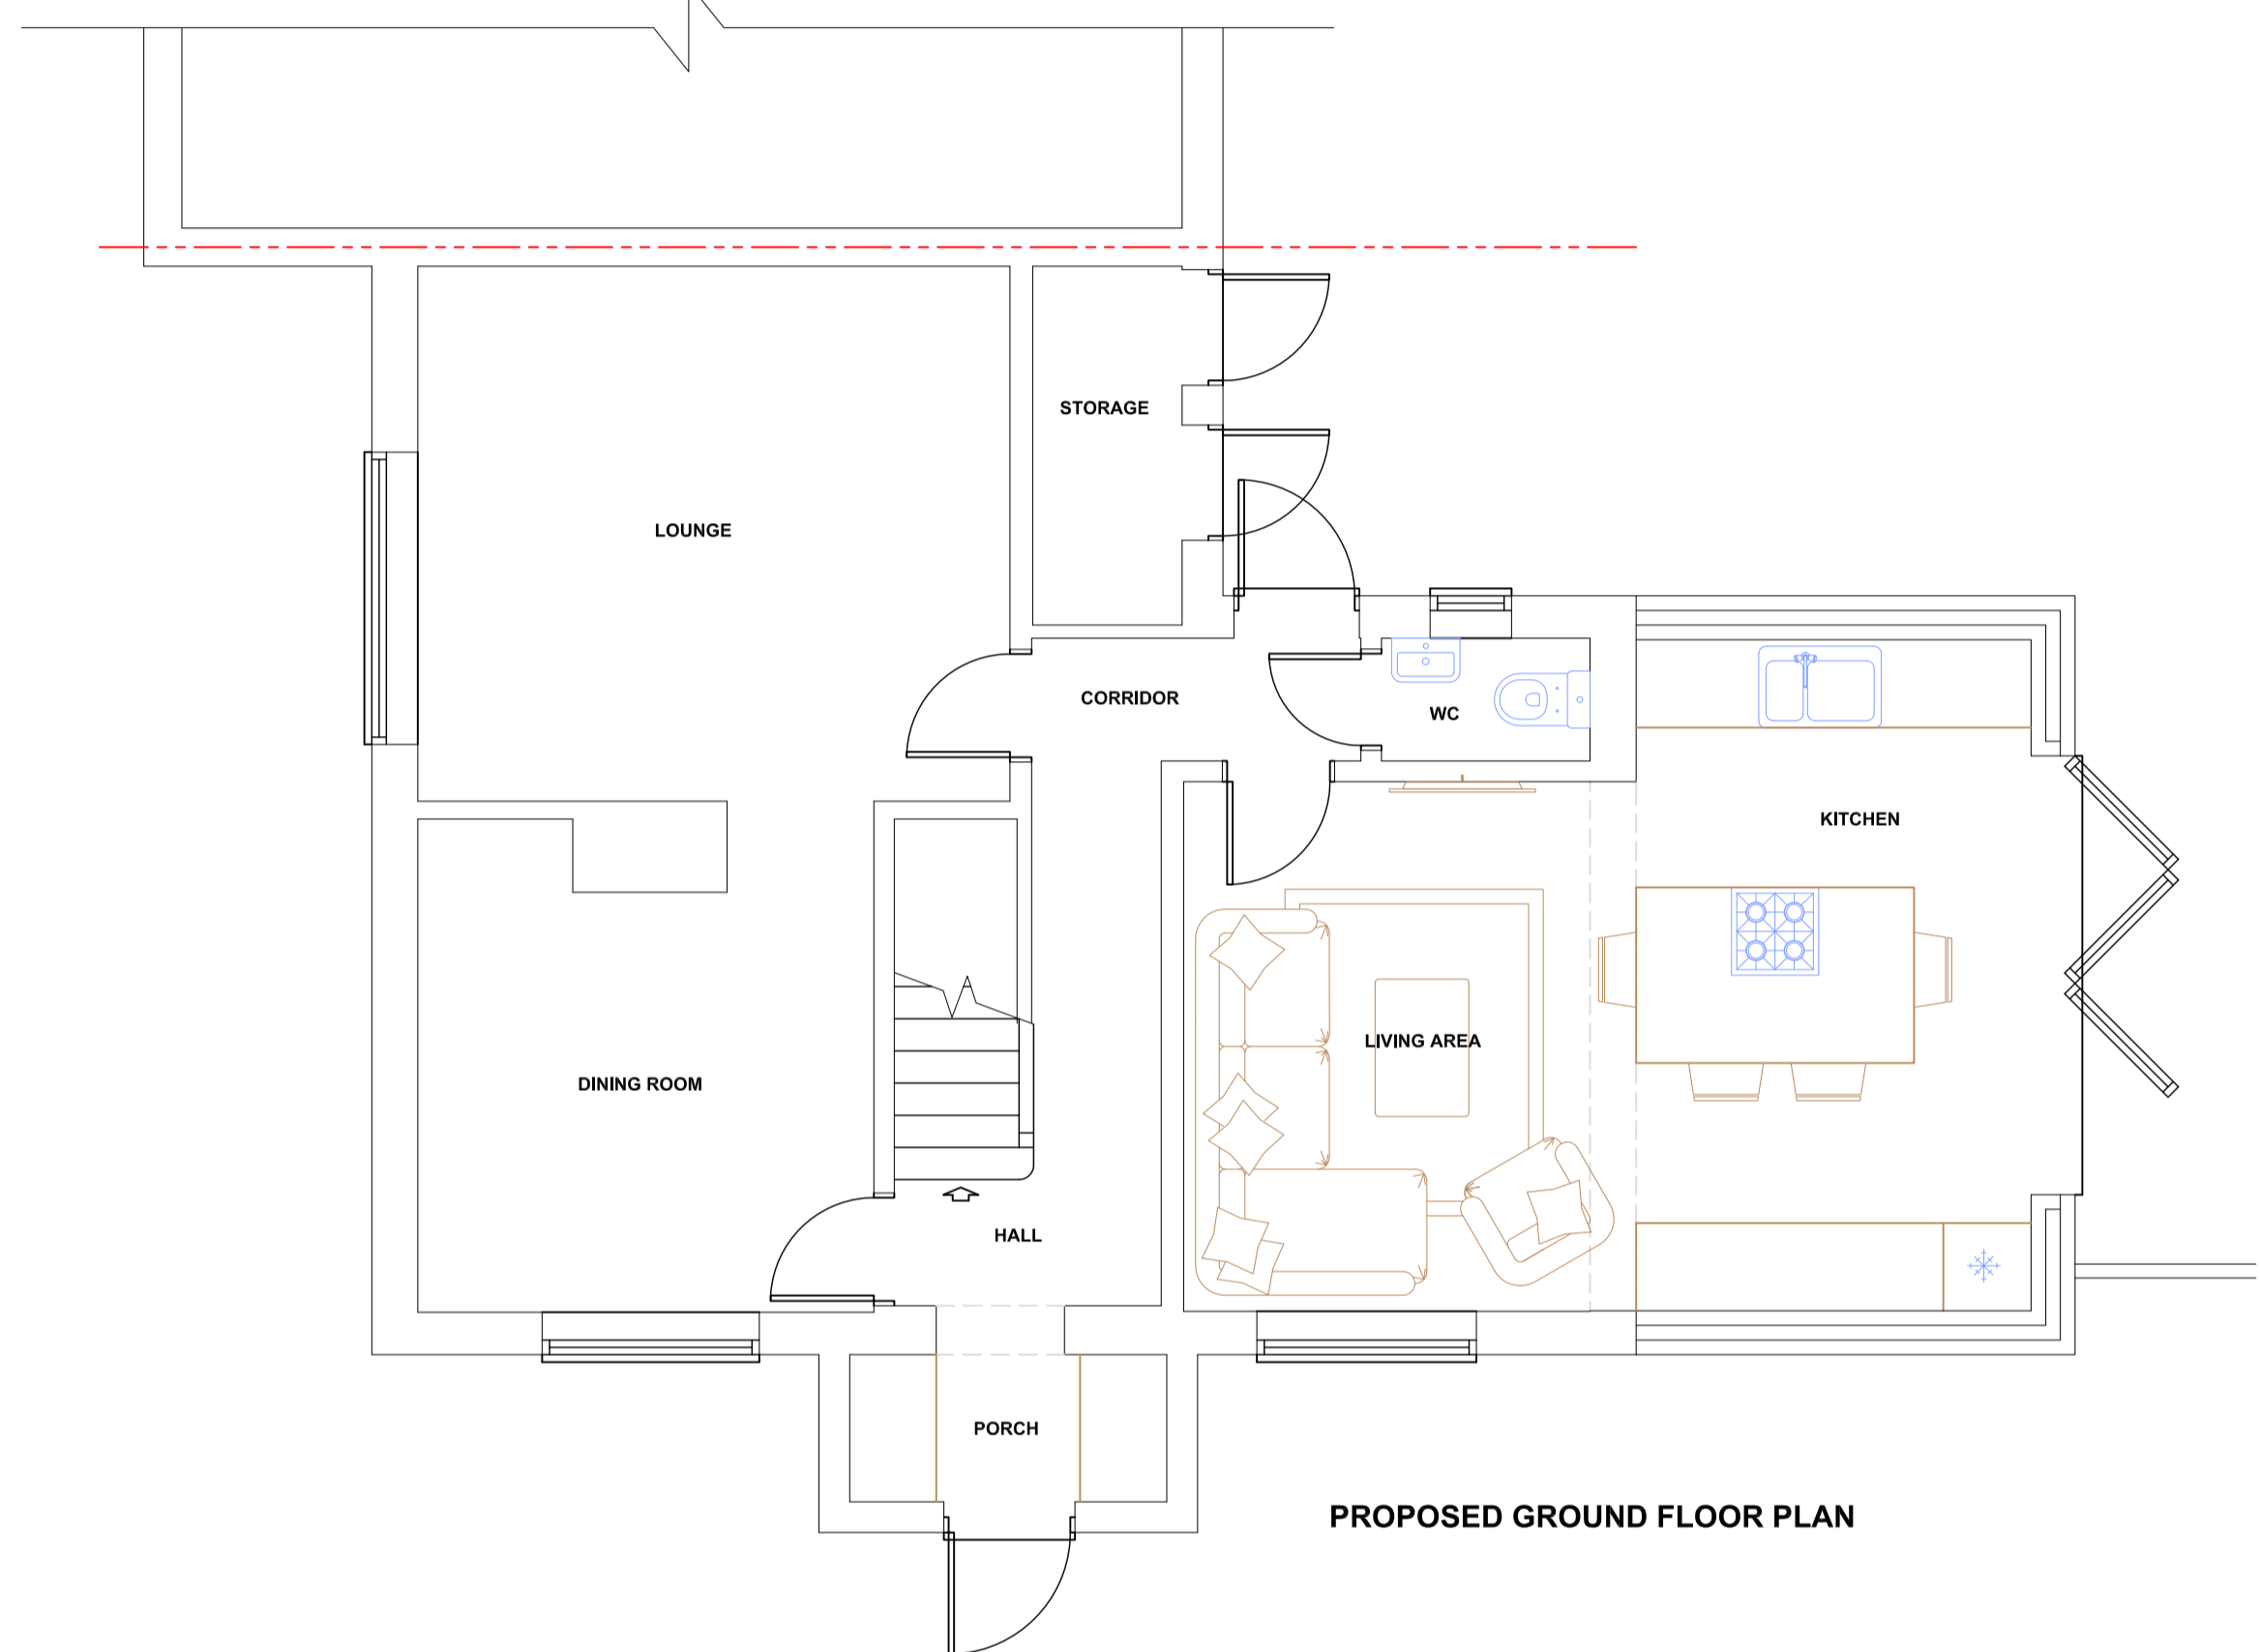 STORAGE
LOUNGE
CORRIDOR
WC
KITCHEN
LIVING AREA
DINING ROOM
HALL
PORCH
PROPOSED GROUND FLOOR PLAN